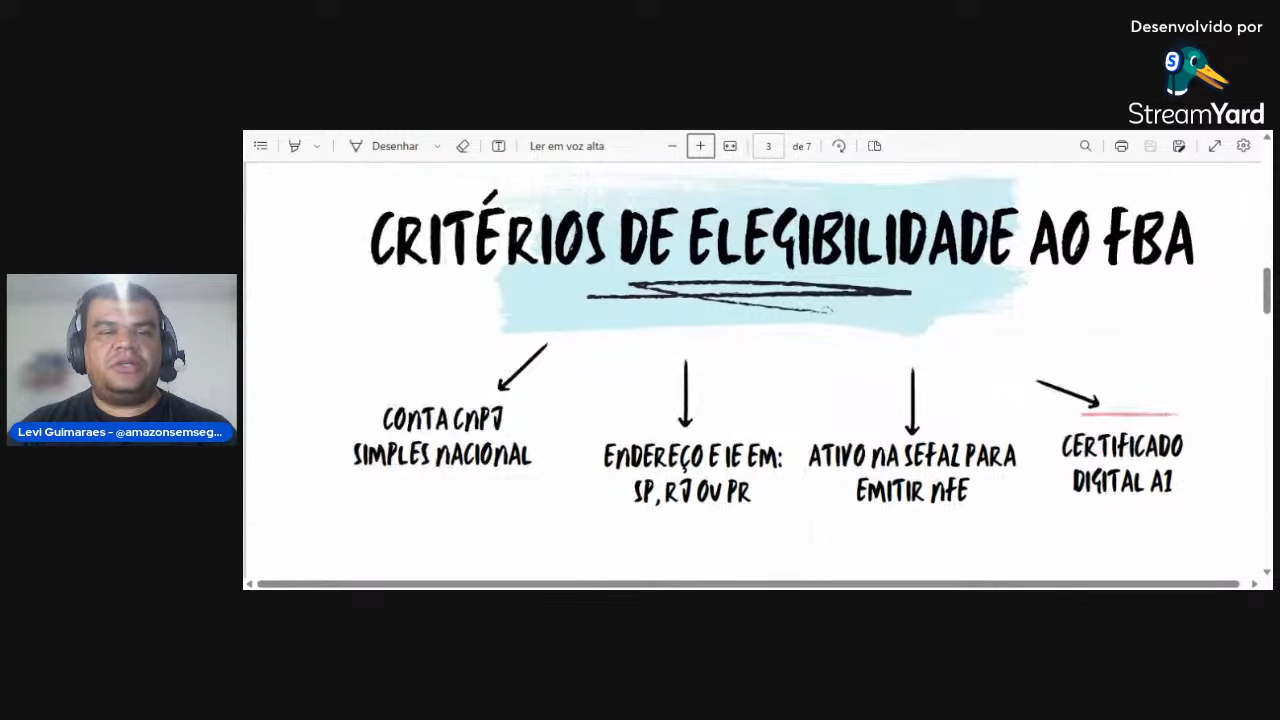 Desenvolvido por
S
StreamYard
Desenhar
Ler em voz alta
3
de 7
CRITÉRIOS DE ELEGIBILIDADE AO FBA
CONTA CNPJ
SIMPLES NACIONAL
ENDEREÇO E IE EM:
SP, RJ OU PR
ATIVO NA SEFAZ PARA
EMITIR NFE
CERTIFICADO
DIGITAL A1
Levi Guimaraes - @amazonsemseg...